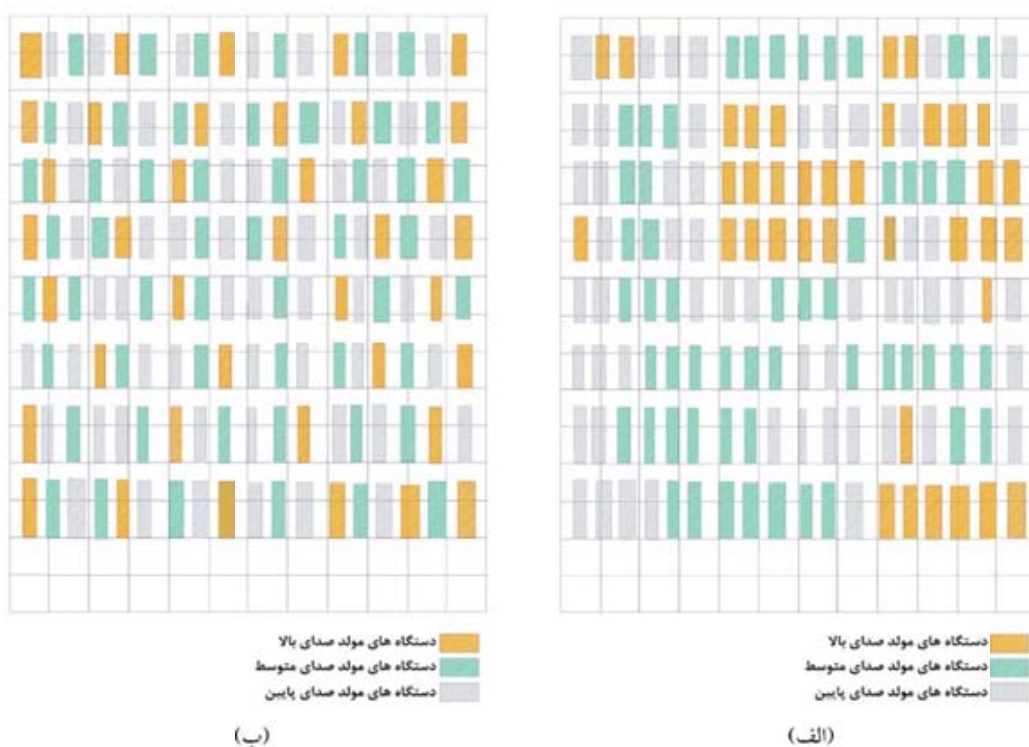 دستگاه های مولد صدای بالا
دستگاه های مولد صدای متوسط
دستگاه های مولد صدای پایین
(الف)
دستگاه های مولد صدای بالا
دستگاه های مولد صدای متوسط
دستگاه های مولد صدای پایین
(ب)